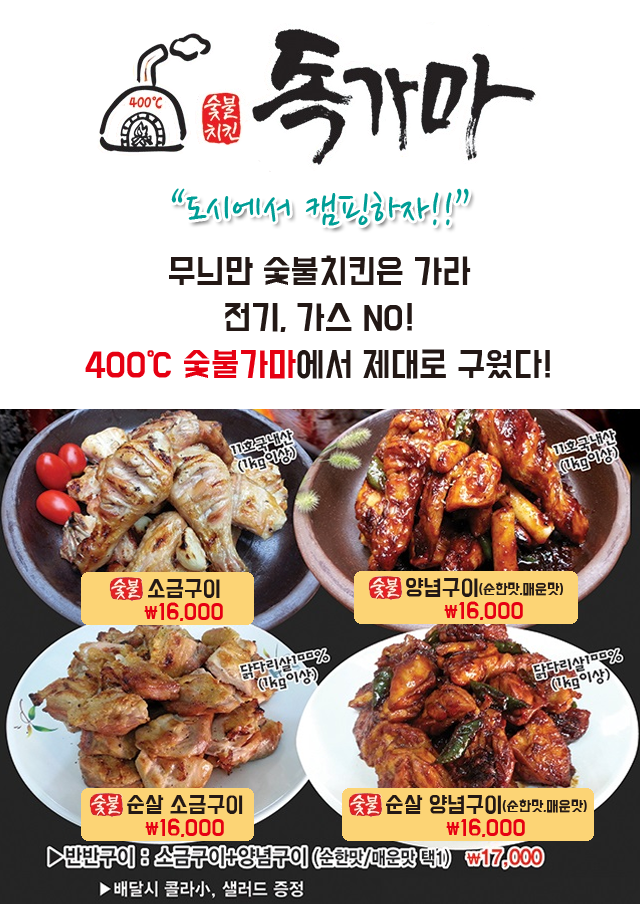 400℃
숯불
치킨
독가마
“도시에서 캠핑하자!!”
무늬만 숯불치킨은 가라
전기, 가스 NO!
400℃ 숯불가마에서 제대로 구웠다!
11호국내산
(1kg이상)
11호국내산
(1kg이상)
숯불 소금구이
₩16,000
숯불 양념구이(순한맛.매운맛)
₩16,000
닭다리살100%
(1kg이상)
닭다리살100%
(1kg이상)
숯불 순살 소금구이
₩16,000
숯불 순살 양념구이(순한맛.매운맛)
₩16,000
▶반반구이 : 소금구이+양념구이 (순한맛/매운맛 택1) ₩17,000
▶배달시 콜라小, 샐러드 증정